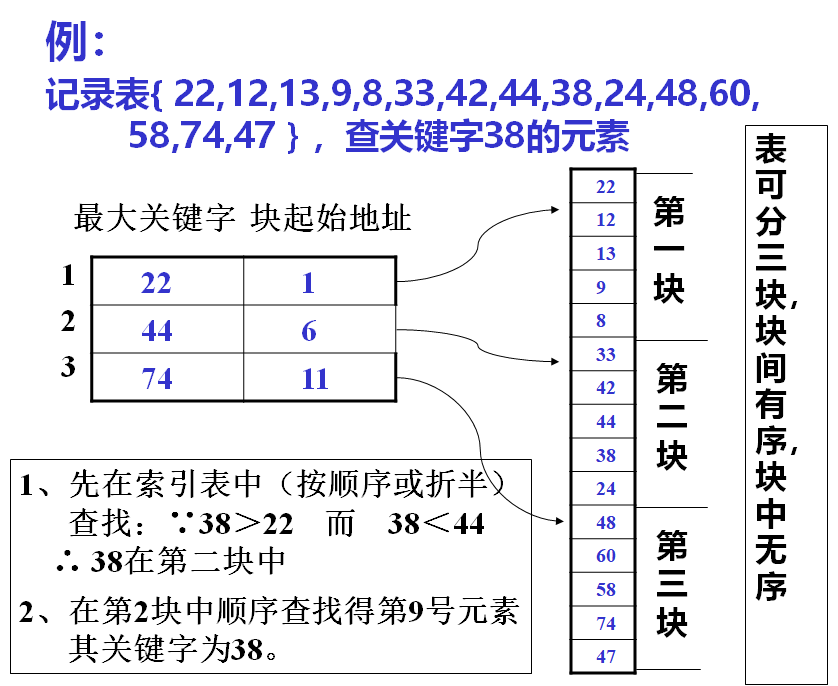 例：
记录表{ 22,12,13,9,8,33,42,44,38,24,48,60,
58,74,47 } ，查关键字38的元素
最大关键字 块起始地址
1 22 1
2 44 6
3 74 11
22
12
13
9
8
33
42
44
38
24
48
60
58
74
47
第一块
第二块
第三块
表可分三块，块间有序，块中无序
1、先在索引表中（按顺序或折半）
查找：∵38＞22 而 38＜44
∴ 38在第二块中
2、在第2块中顺序查找得第9号元素
其关键字为38。